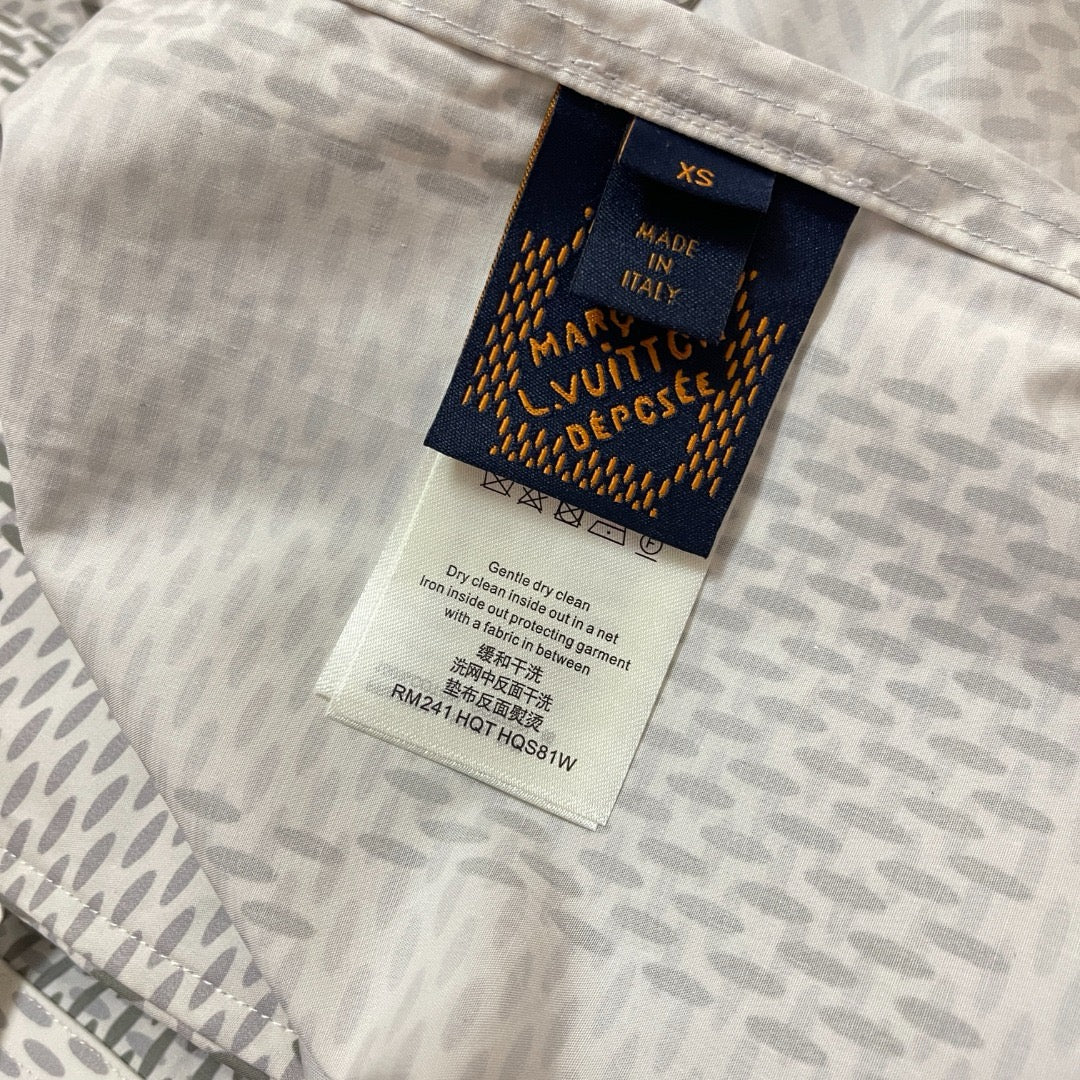 XS
MADE
IN
ITALY
L.VUITTON
DÉPOSÉE
Gentle dry clean
Dry clean inside out in a net
Iron inside out protecting garment
with a fabric in between
缓和干洗
洗网中反面干洗
垫布反面熨烫
RM241 HQT HQS81W